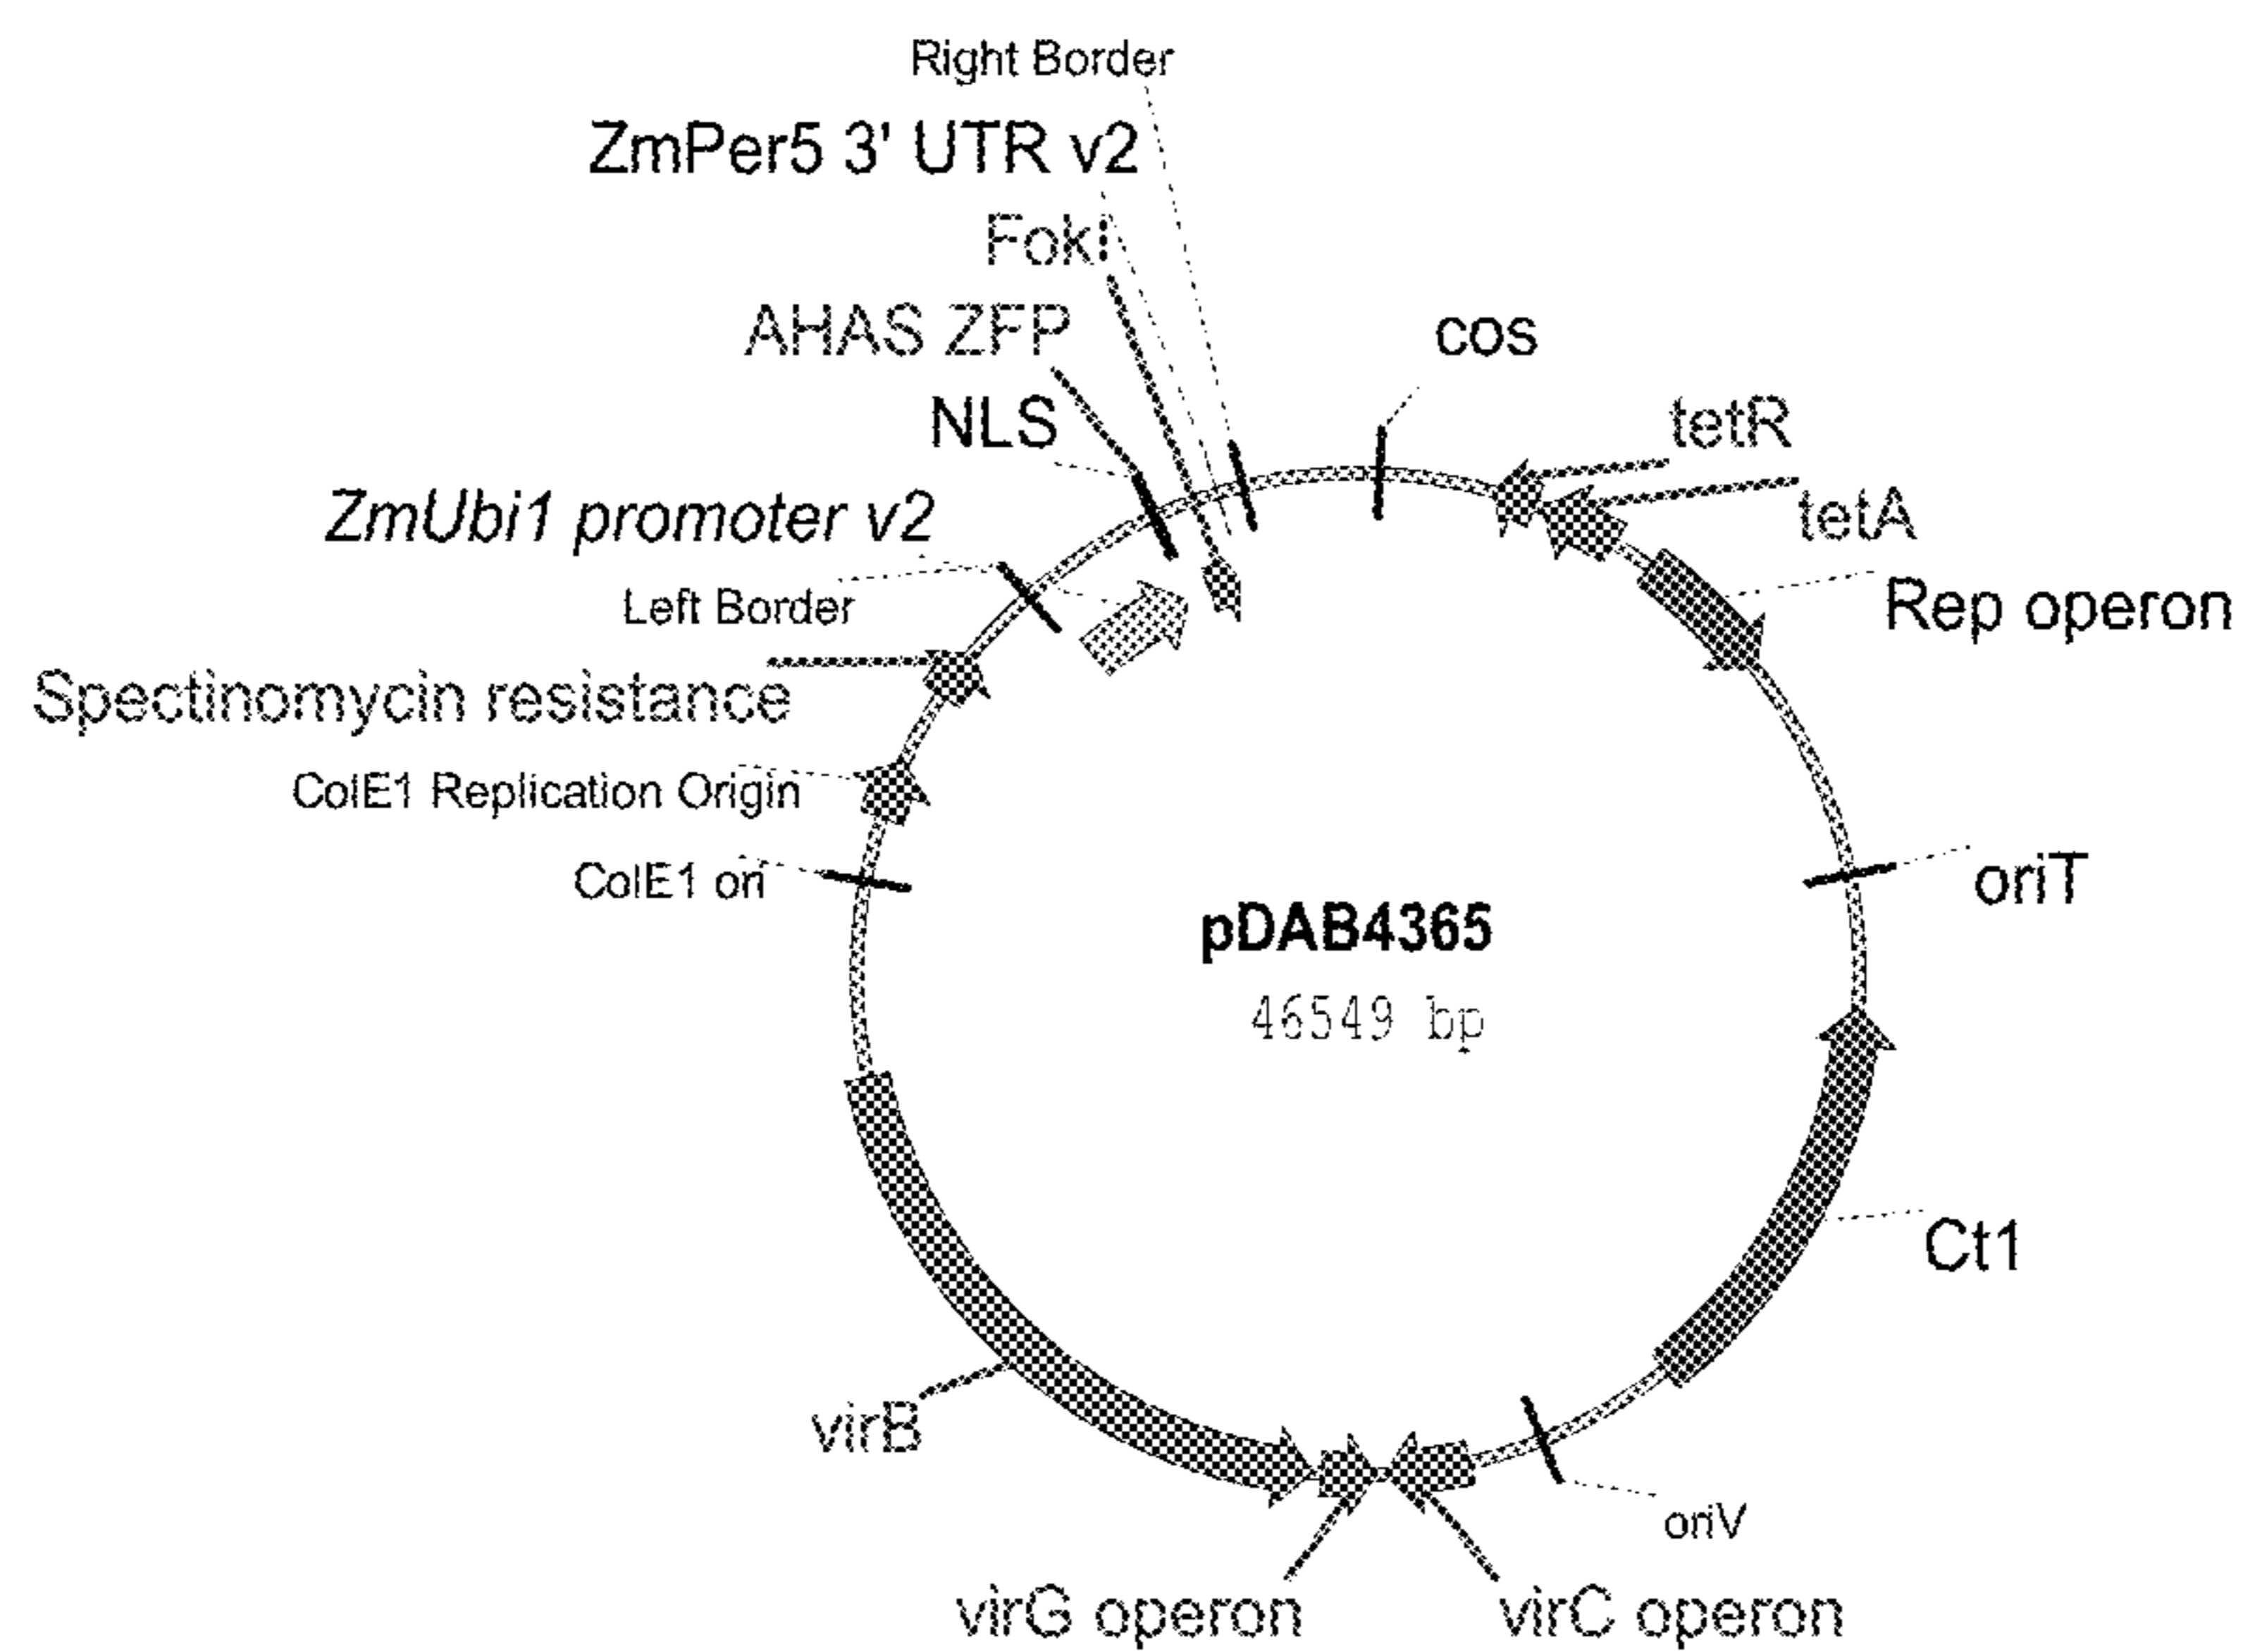 Right Border
ZmPer5 3' UTR v2
FokI
AHAS ZFP
cos
NLS
tetR
ZmUbi1 promoter v2
tetA
Left Border
Rep operon
Spectinomycin resistance
ColE1 Replication Origin
ColE1 ori
oriT
pDAB4365
46549 bp
Ct1
virB
oriV
virG operon
virC operon